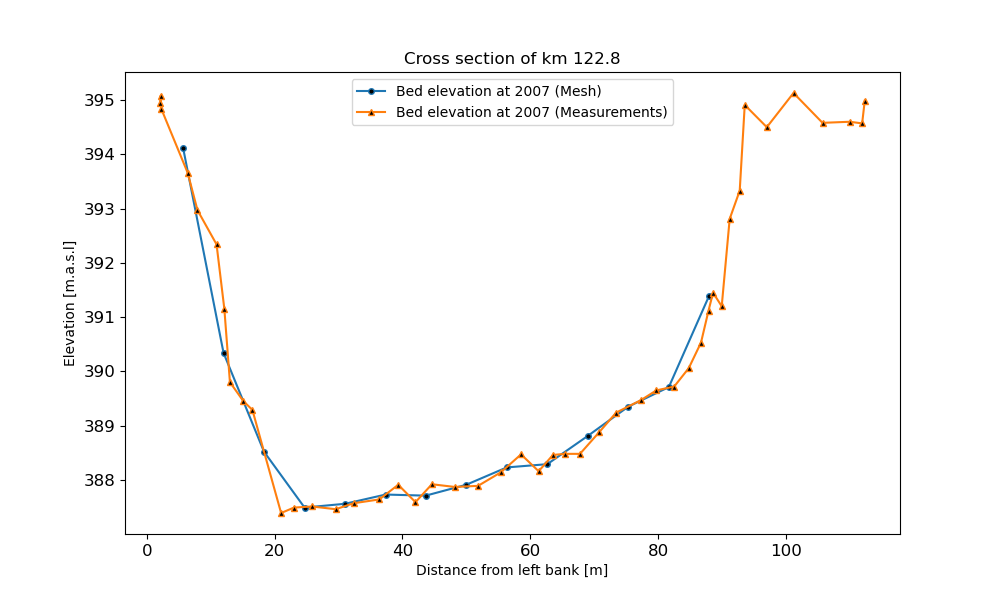 Cross section of km 122.8
Bed elevation at 2007 (Mesh)
Bed elevation at 2007 (Measurements)
Elevation [m.a.s.l]
395
394
393
392
391
390
389
388
0 20 40 60 80 100
Distance from left bank [m]